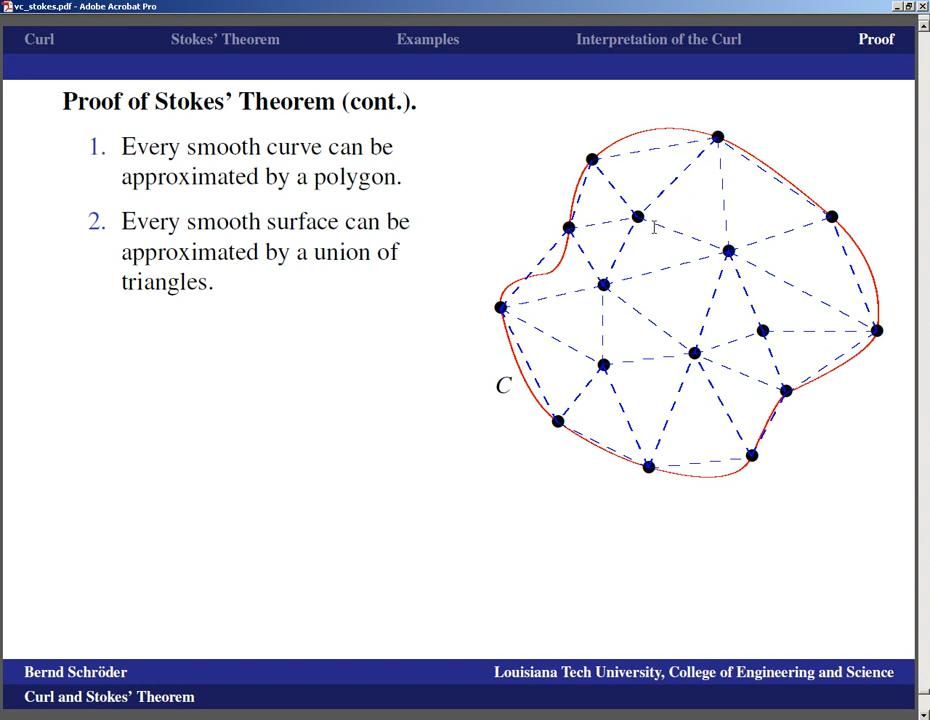 vc_stokes.pdf - Adobe Acrobat Pro
Curl Stokes’ Theorem Examples Interpretation of the Curl Proof
Proof of Stokes’ Theorem (cont.).
1. Every smooth curve can be
approximated by a polygon.
2. Every smooth surface can be
approximated by a union of
triangles.
C
Bernd Schröder Louisiana Tech University, College of Engineering and Science
Curl and Stokes’ Theorem